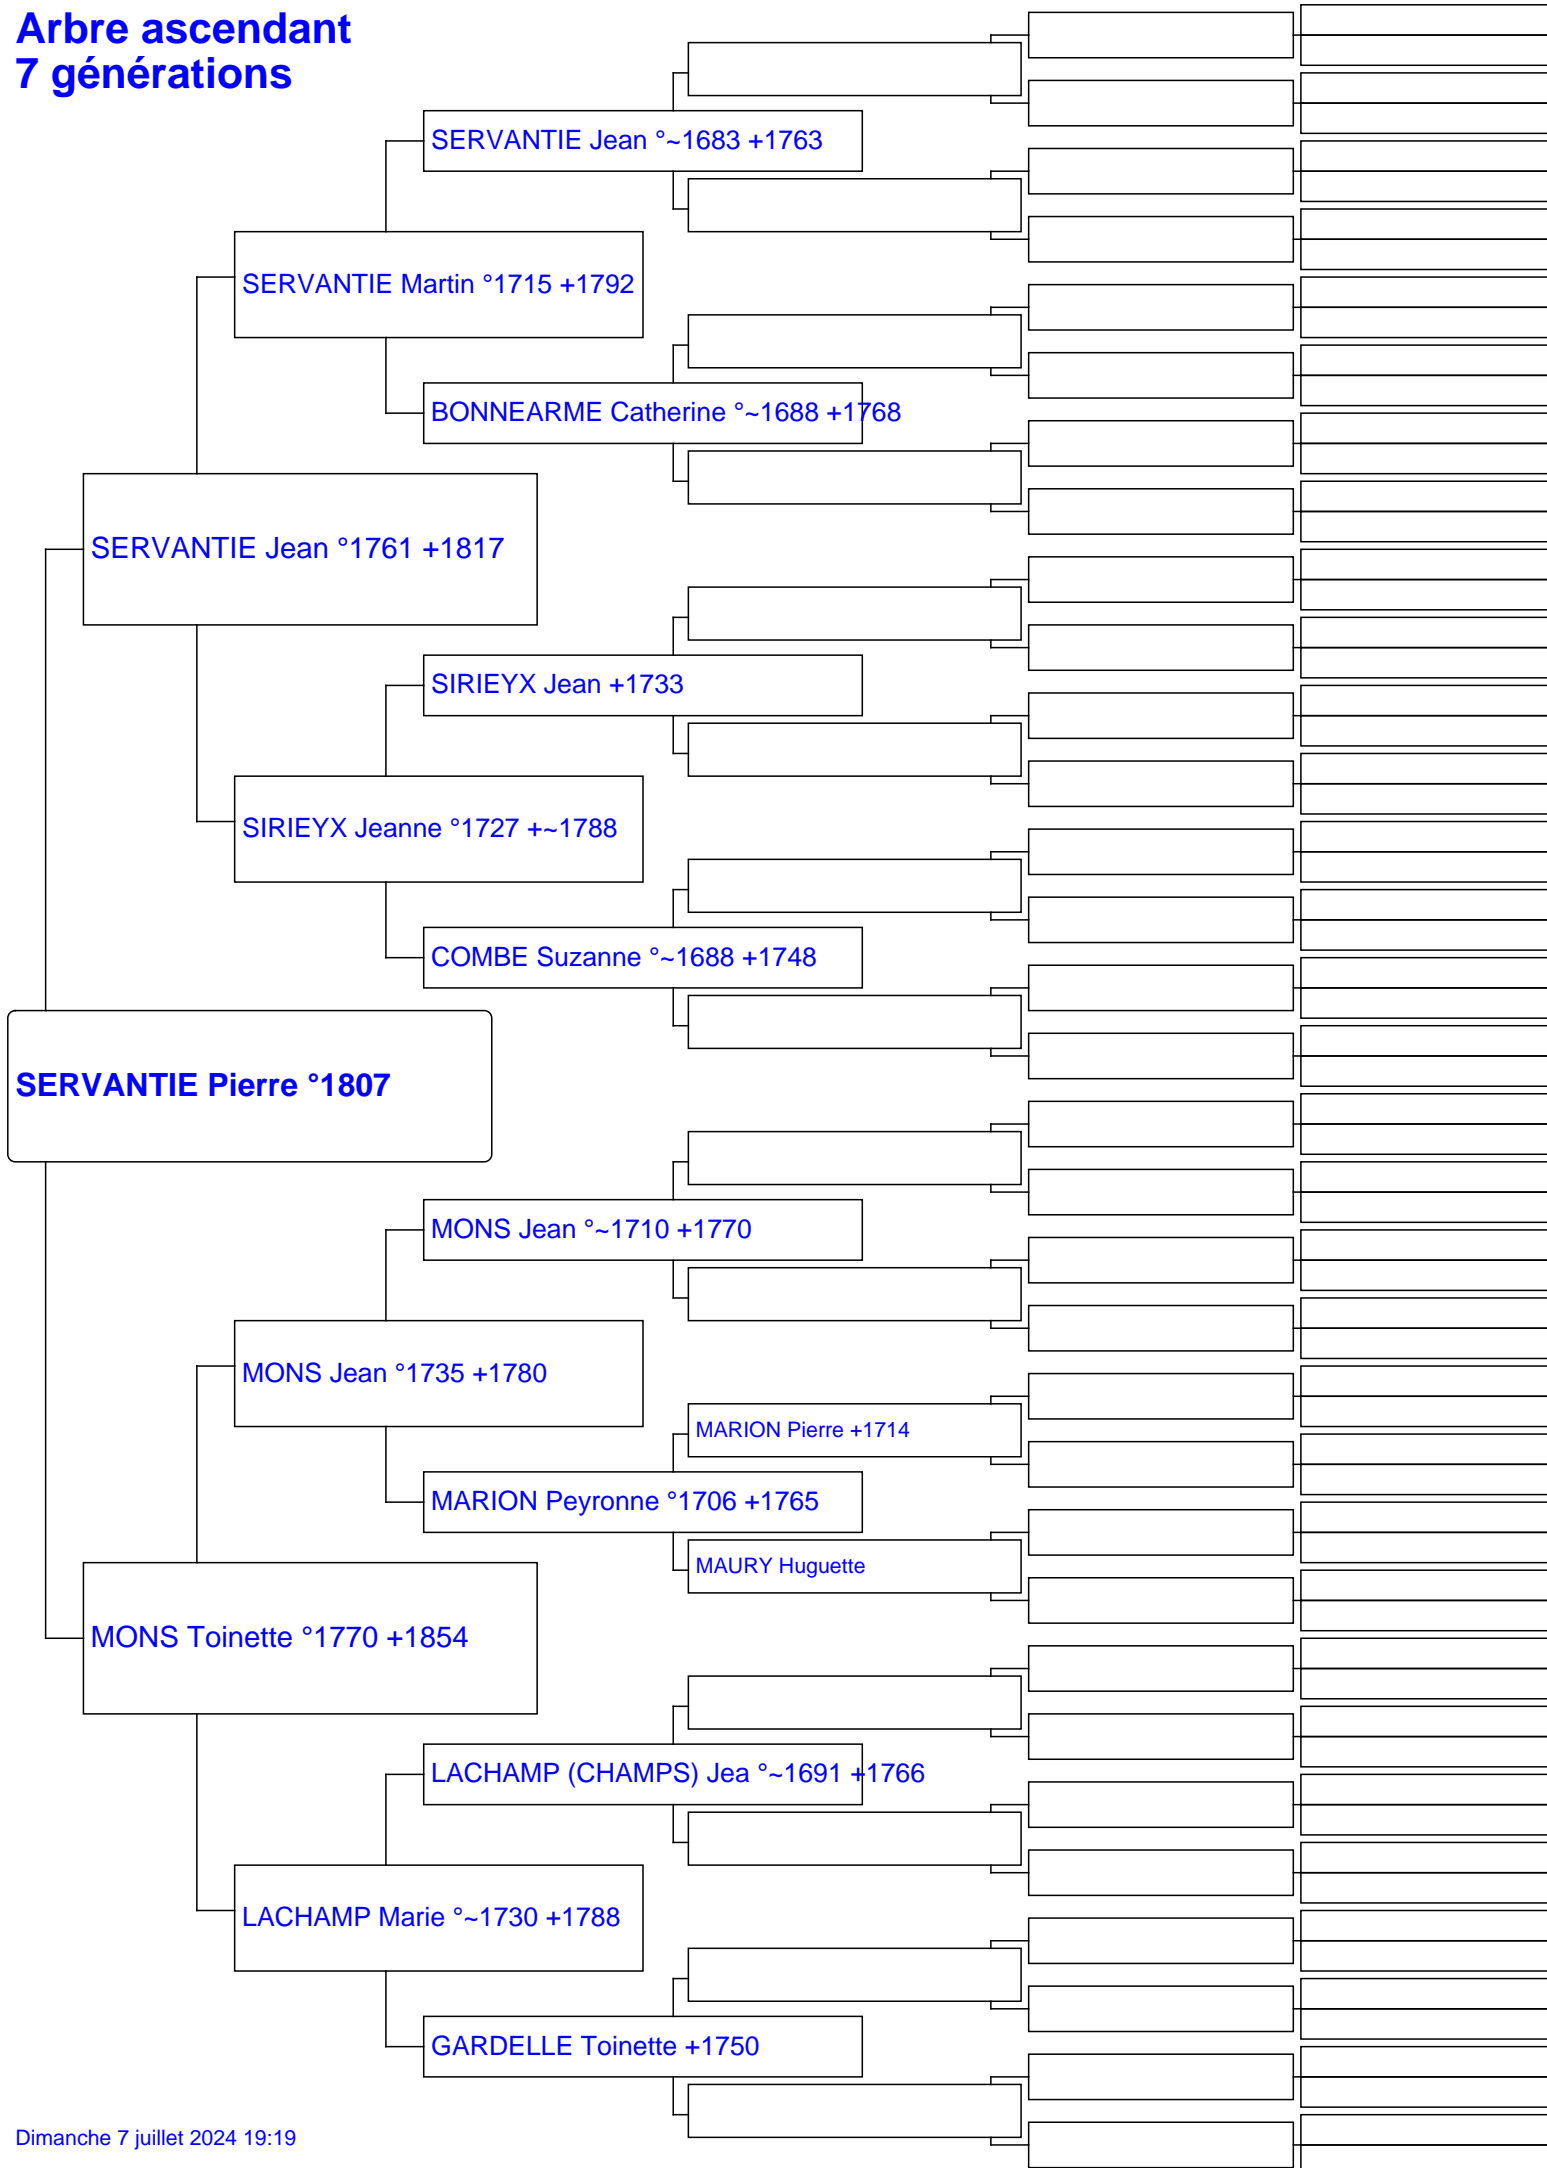 Arbre ascendant
7 générations
SERVANTIE Jean °~1683 +1763
SERVANTIE Martin °1715 +1792
BONNEARME Catherine °~1688 +1768
SERVANTIE Jean °1761 +1817
SIRIEYX Jean +1733
SIRIEYX Jeanne °1727 +~1788
COMBE Suzanne °~1688 +1748
SERVANTIE Pierre °1807
MONS Jean °~1710 +1770
MONS Jean °1735 +1780
MARION Pierre +1714
MARION Peyronne °1706 +1765
MAURY Huguette
MONS Toinette °1770 +1854
LACHAMP (CHAMPS) Jea °~1691 +1766
LACHAMP Marie °~1730 +1788
GARDELLE Toinette +1750
Dimanche 7 juillet 2024 19:19